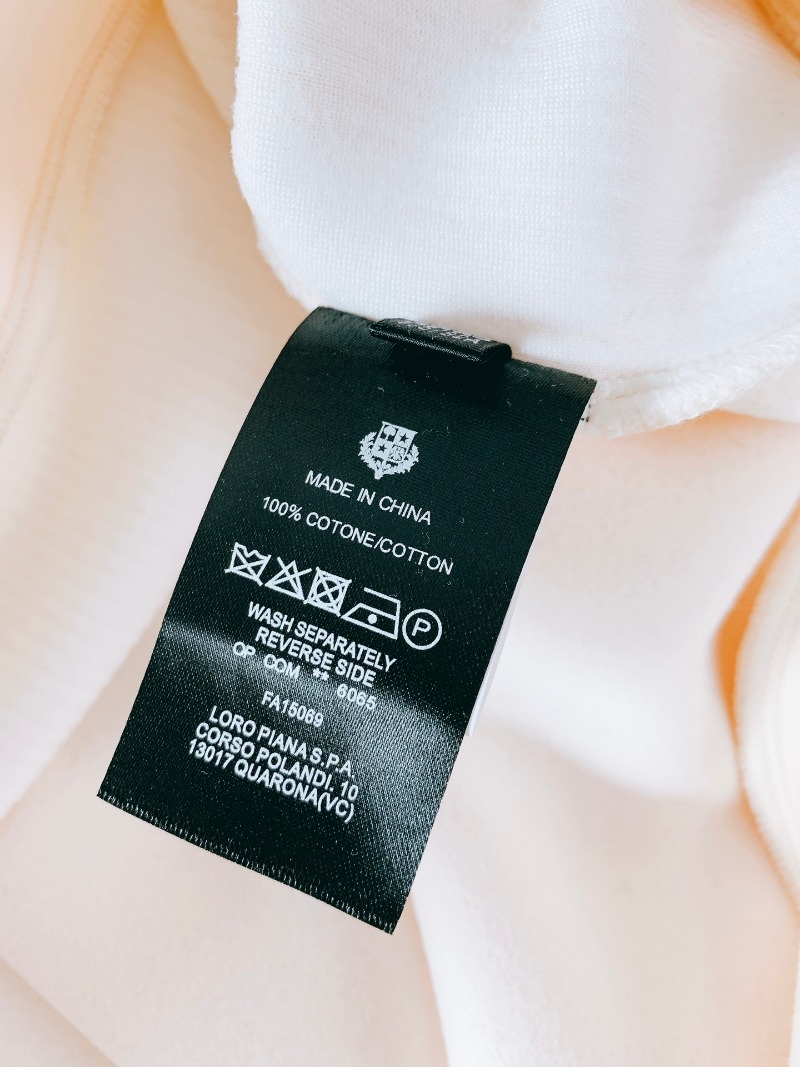 MADE IN CHINA
100% COTONE/COTTON
P
WASH SEPARATELY
REVERSE SIDE
OP COM ** 6065
FA15069
LORO PIANA S.P.A.
CORSO POLANDI, 10
13017 QUARONA(VC)